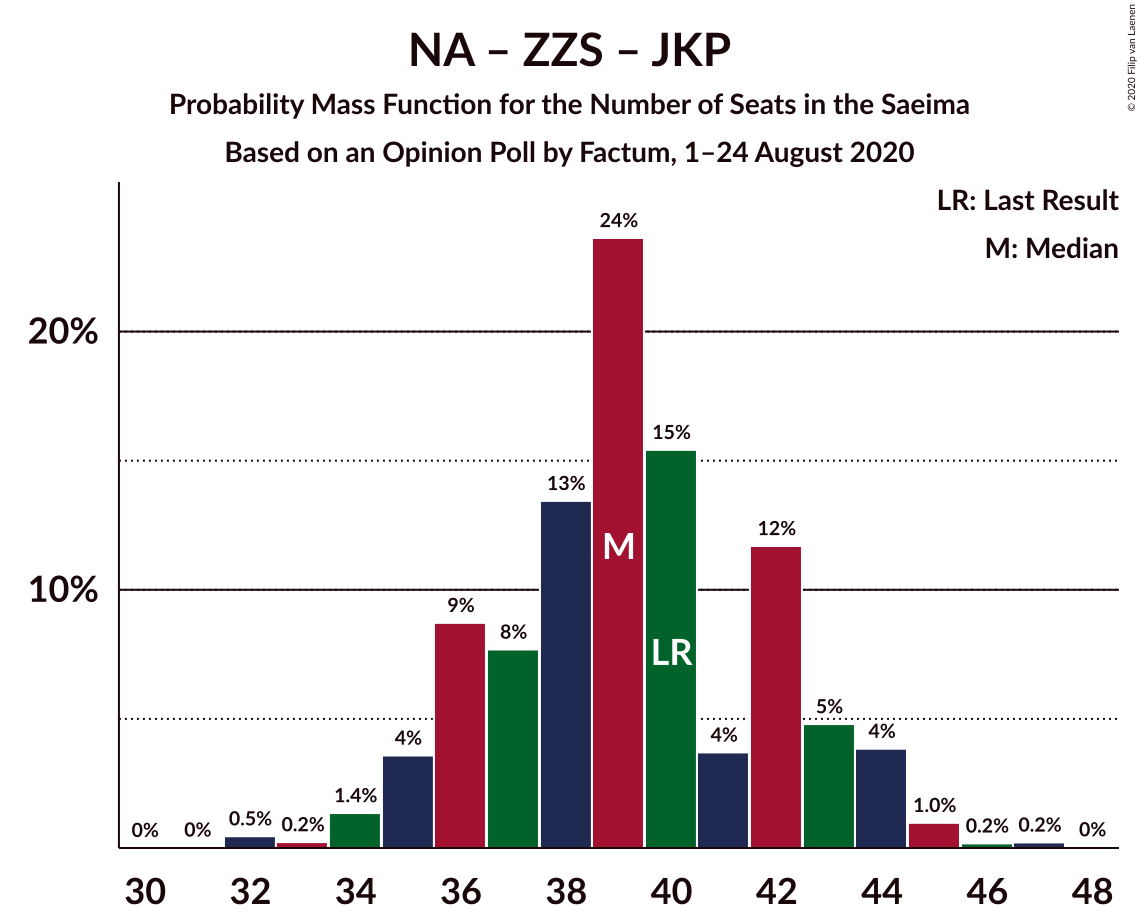 NA – ZZS – JKP
Probability Mass Function for the Number of Seats in the Saeima
Based on an Opinion Poll by Factum, 1–24 August 2020
© 2020 Filip van Laenen
LR: Last Result
M: Median
20%
10%
0%
0%
0.5%
0.2%
1.4%
4%
9%
8%
13%
24%
15%
4%
12%
5%
4%
1.0%
0.2%
0.2%
0%
M
LR
30 32 34 36 38 40 42 44 46 48